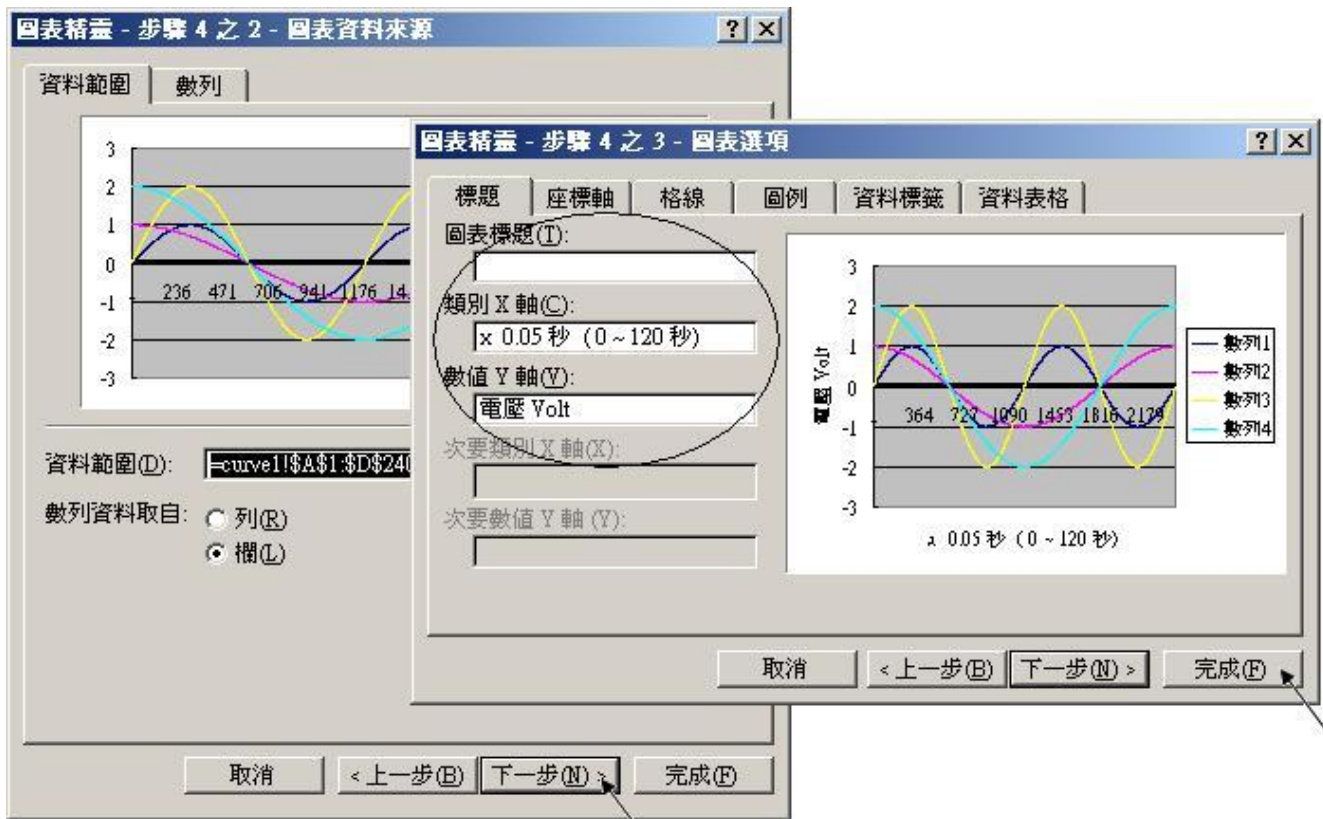 圖表精靈 - 步驟 4 之 2 - 圖表資料來源
資料範圍
數列
3
2
1
0
-1
-2
-3
236 471 706 941 1176
資料範圍(D):
=curve1!$A$1:$D$240
數列資料取自:
列(R)
欄(L)
取消
< 上一步(B)
下一步(N) >
完成(F)
圖表精靈 - 步驟 4 之 3 - 圖表選項
標題
座標軸
格線
圖例
資料標籤
資料表格
圖表標題(T):
類別 X 軸(C):
x 0.05 秒 ( 0 ~ 120 秒)
數值 Y 軸(V):
電壓 Volt
次要類別 X 軸(X):
次要數值 Y 軸 (Y):
3
2
1
0
-1
-2
-3
電壓 Volt
364 727 1090 1453 1816 2179
x 0.05 秒 ( 0 ~ 120 秒)
數列1
數列2
數列3
數列4
取消
< 上一步(B)
下一步(N) >
完成(F)